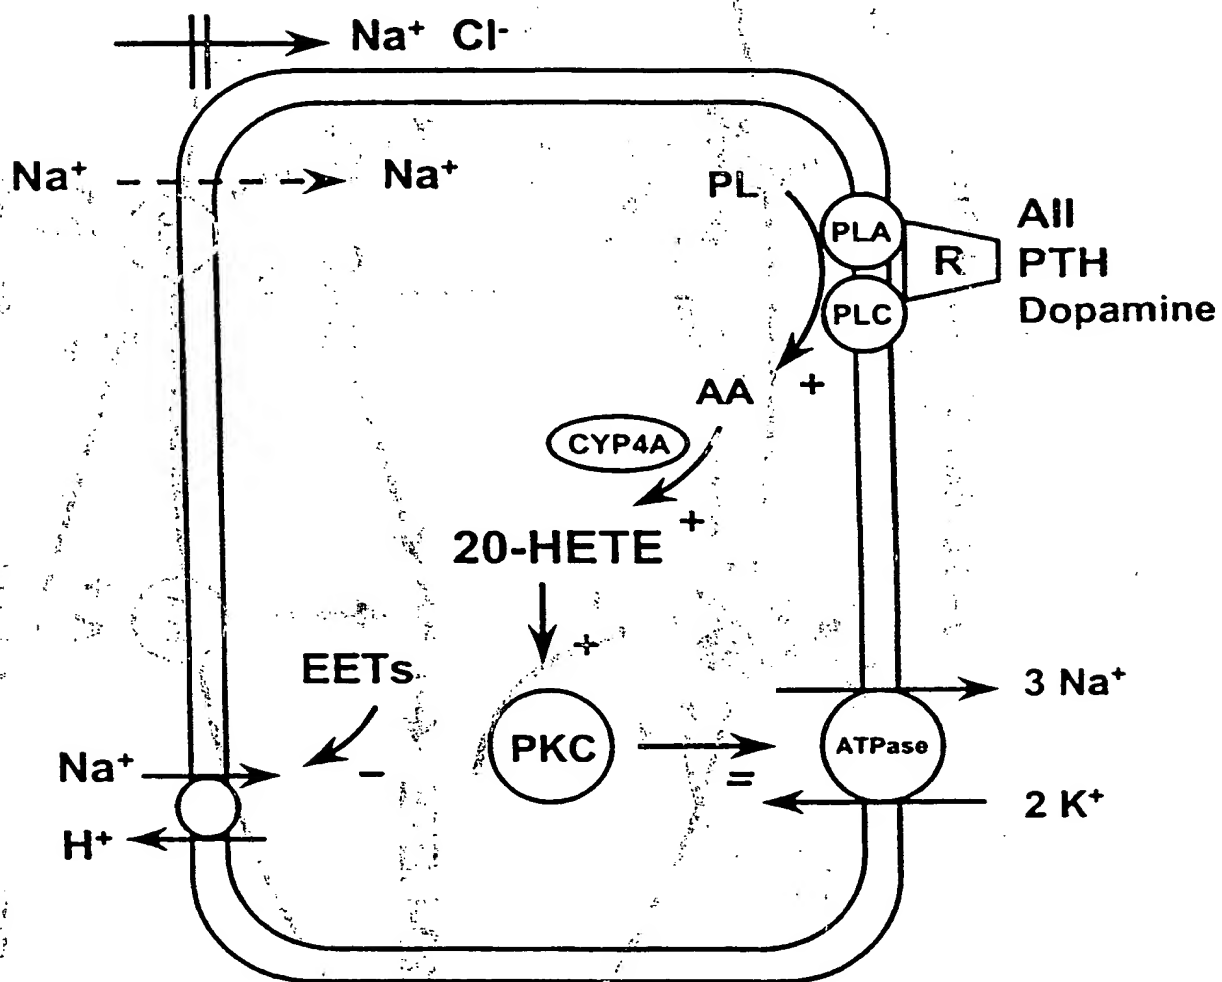 Na⁺ Cl⁻
Na⁺
Na⁺
PL
PLA
R
AII
PTH
Dopamine
PLC
AA
+
CYP4A
20-HETE
+
+
EETs
3 Na⁺
PKC
ATPase
Na⁺
-
=
2 K⁺
H⁺